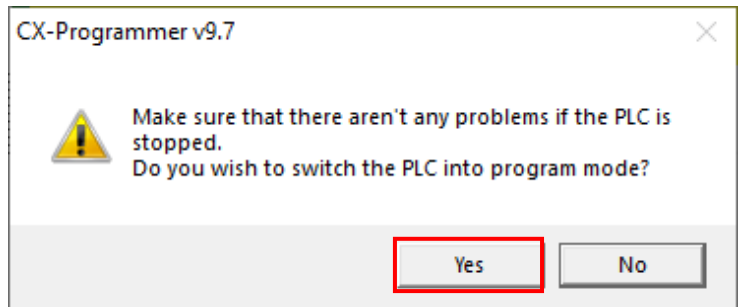 CX-Programmer v9.7
Make sure that there aren't any problems if the PLC is
stopped.
Do you wish to switch the PLC into program mode?
Yes
No